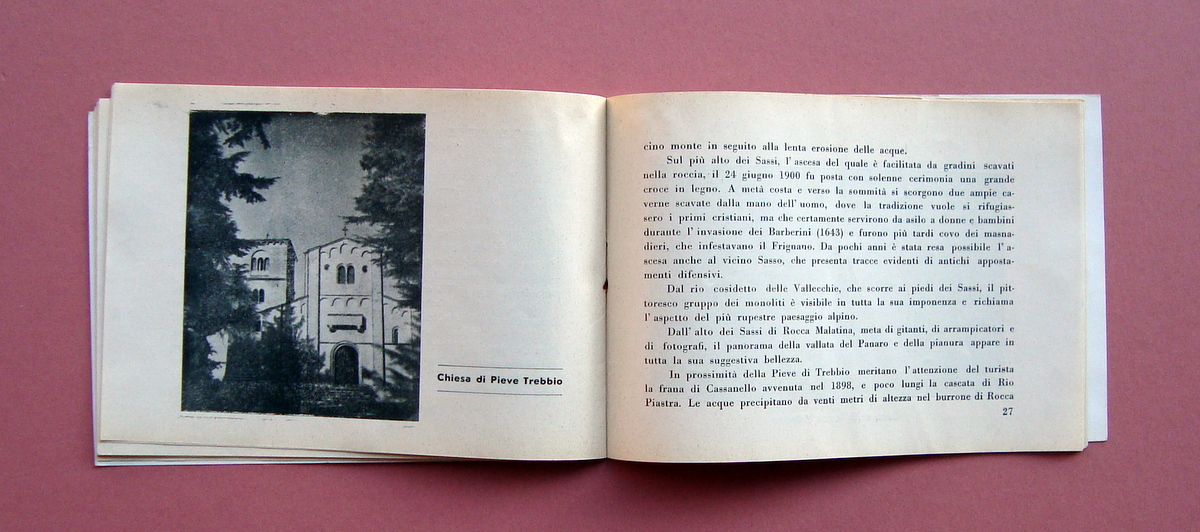 Chiesa di Pieve Trebbio
cino monte in seguito alla lenta erosione delle acque.
Sul più alto dei Sassi, l'ascesa del quale è facilitata da gradini scavati
nella roccia, il 24 giugno 1900 fu posta con solenne cerimonia una grande
croce in legno. A metà costa e verso la sommità si scorgono due ampie ca-
verne scavate dalla mano dell'uomo, dove la tradizione vuole si rifugias-
sero i primi cristiani, ma che certamente servirono da asilo a donne e bambini
durante l'invasione dei Barberini (1643) e furono più tardi covo dei masna-
dieri, che infestavano il Frignano. Da pochi anni è stata resa possibile l'a-
scesa anche al vicino Sasso, che presenta tracce evidenti di antichi apposta-
menti difensivi.
Dal rio cosidetto delle Vallecchie, che scorre ai piedi dei Sassi, il pit-
toresco gruppo dei monoliti è visibile in tutta la sua imponenza e richiama
l'aspetto del più rupestre paesaggio alpino.
Dall'alto dei Sassi di Rocca Malatina, meta di gitanti, di arrampicatori e
di fotografi, il panorama della vallata del Panaro e della pianura appare in
tutta la sua suggestiva bellezza.
In prossimità della Pieve di Trebbio meritano l'attenzione del turista
la frana di Cassanello avvenuta nel 1898, e poco lungi la cascata di Rio
Piastra. Le acque precipitano da venti metri di altezza nel burrone di Rocca
27